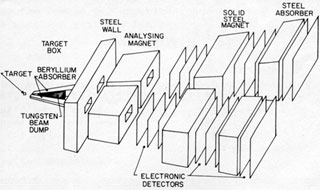 STEEL ABSORBER
SOLID
STEEL
MAGNET
STEEL
WALL
ANALYSING
MAGNET
TARGET
BOX
BERYLLIUM
ABSORBER
TARGET
TUNGSTEN
BEAM
DUMP
ELECTRONIC
DETECTORS